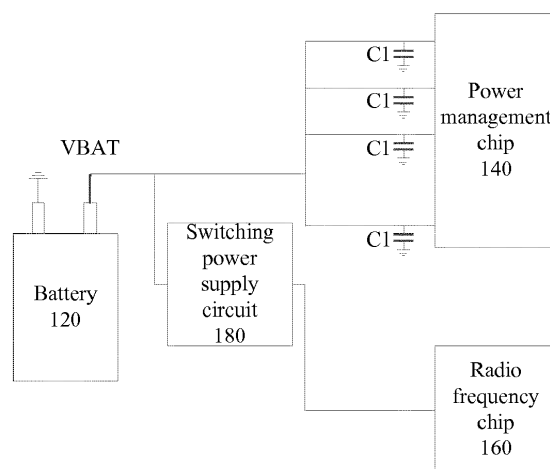 C1
C1
C1
C1
Power
management
chip
140
VBAT
Battery
120
Switching
power
supply
circuit
180
Radio
frequency
chip
160